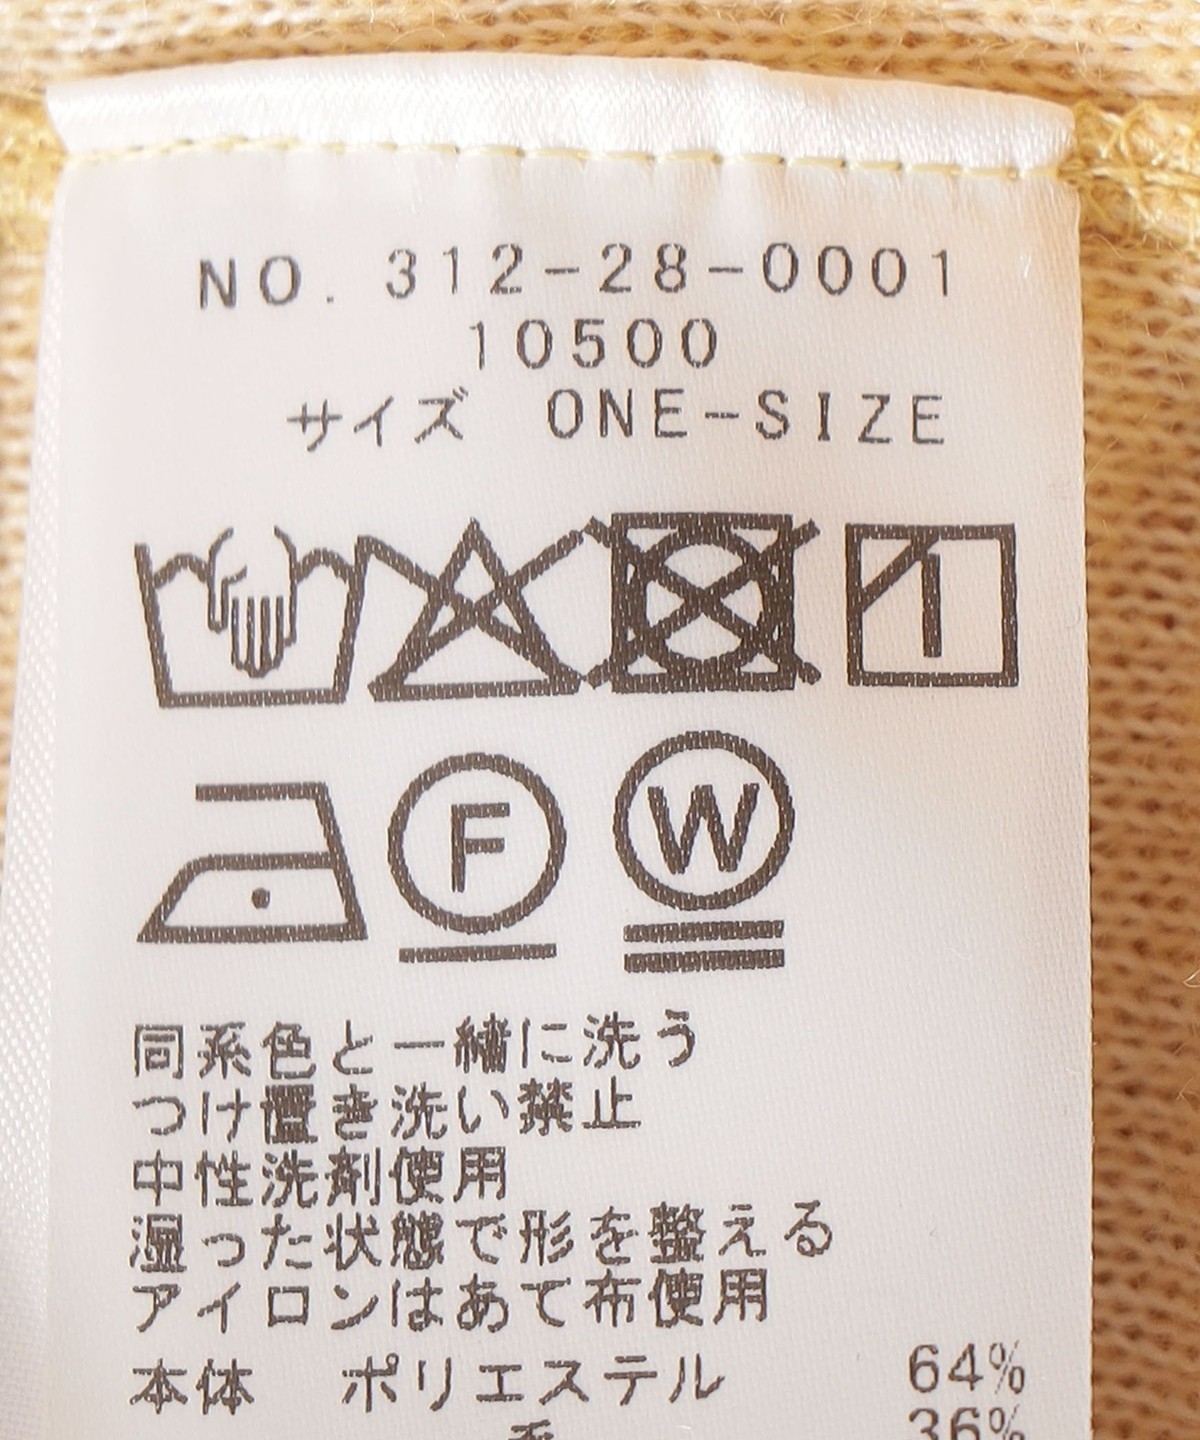 NO. 312-28-0001
10500
サイズ ONE-SIZE
F W
同系色と一緒に洗う
つけ置き洗い禁止
中性洗剤使用
湿った状態で形を整える
アイロンはあて布使用
本体 ポリエステル 64%
毛 36%